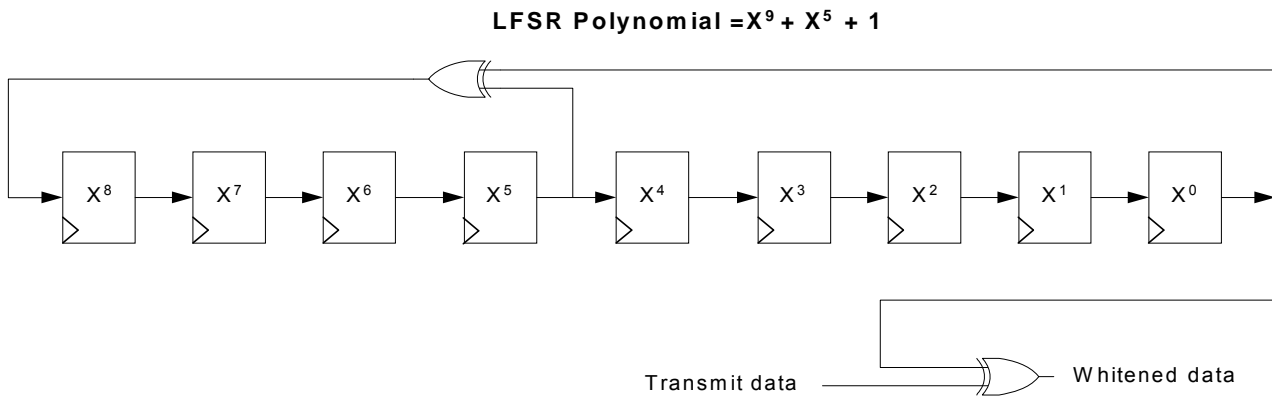 LFSR Polynomial =X⁹ + X⁵ + 1
X⁸ X⁷ X⁶ X⁵ X⁴ X³ X² X¹ X⁰
Transmit data
Whitened data